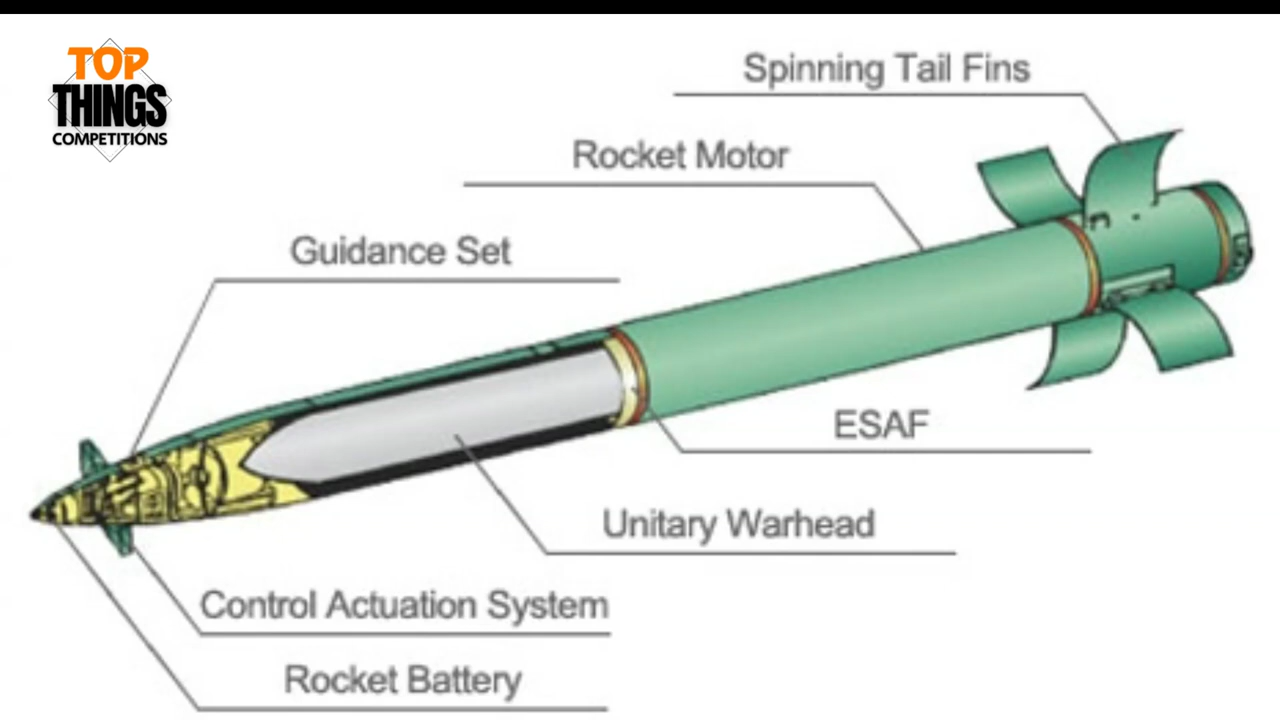 TOP
THINGS
COMPETITIONS
Spinning Tail Fins
Rocket Motor
Guidance Set
ESAF
Unitary Warhead
Control Actuation System
Rocket Battery